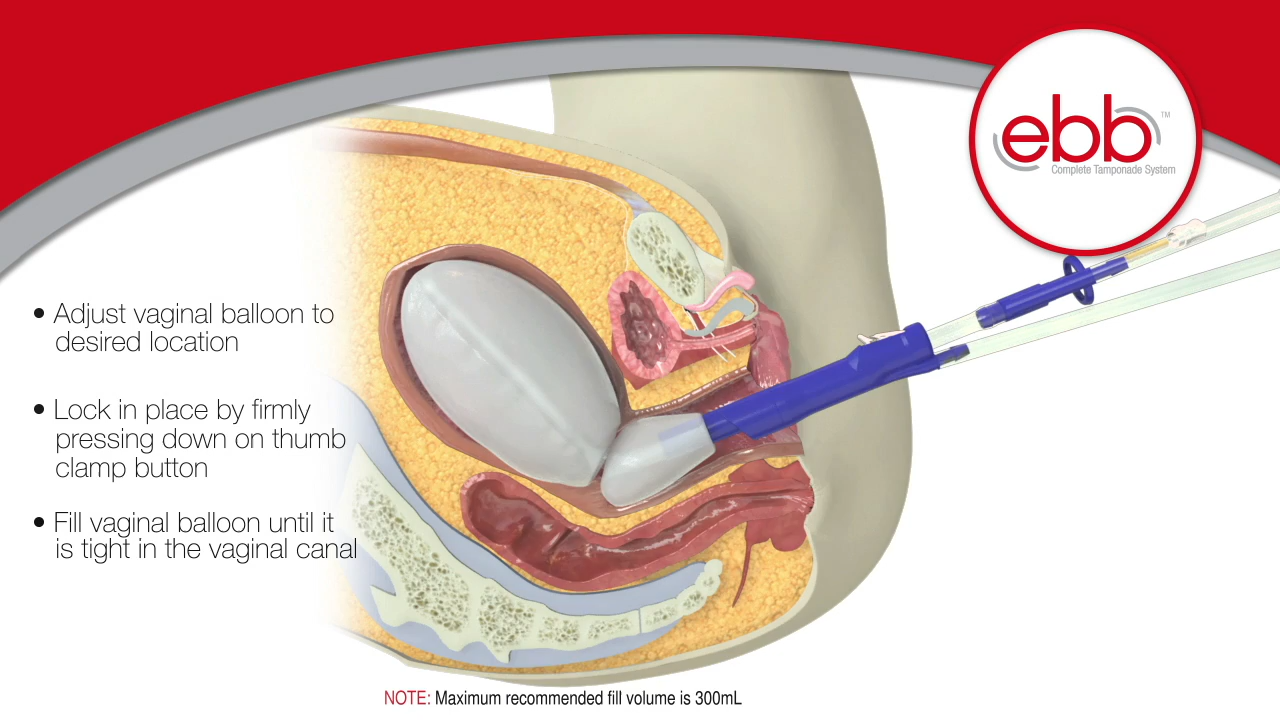 ebb™
Complete Tamponade System
• Adjust vaginal balloon to
desired location
• Lock in place by firmly
pressing down on thumb
clamp button
• Fill vaginal balloon until it
is tight in the vaginal canal
NOTE: Maximum recommended fill volume is 300mL